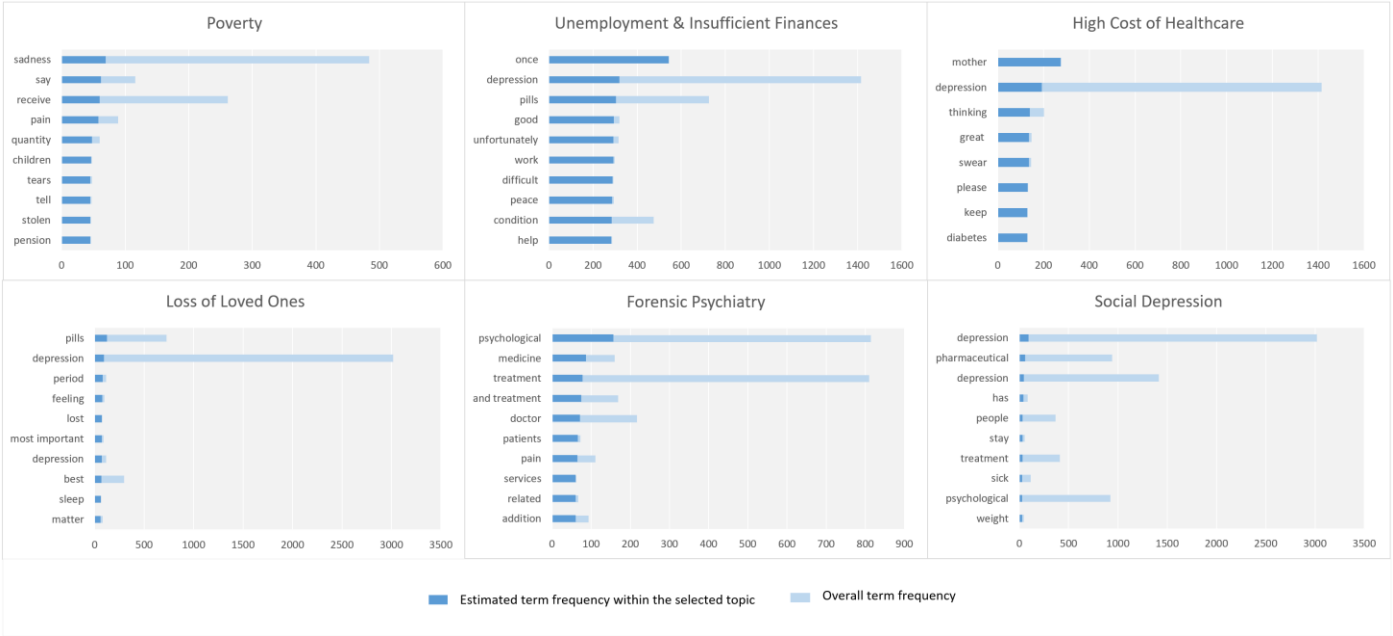 Poverty
sadness
say
receive
pain
quantity
children
tears
tell
stolen
pension
0 100 200 300 400 500 600
Unemployment & Insufficient Finances
once
depression
pills
good
unfortunately
work
difficult
peace
condition
help
0 200 400 600 800 1000 1200 1400 1600
High Cost of Healthcare
mother
depression
thinking
great
swear
please
keep
diabetes
0 200 400 600 800 1000 1200 1400 1600
Loss of Loved Ones
pills
depression
period
feeling
lost
most important
depression
best
sleep
matter
0 500 1000 1500 2000 2500 3000 3500
Forensic Psychiatry
psychological
medicine
treatment
and treatment
doctor
patients
pain
services
related
addition
0 100 200 300 400 500 600 700 800 900
Social Depression
depression
pharmaceutical
depression
has
people
stay
treatment
sick
psychological
weight
0 500 1000 1500 2000 2500 3000 3500
Estimated term frequency within the selected topic
Overall term frequency